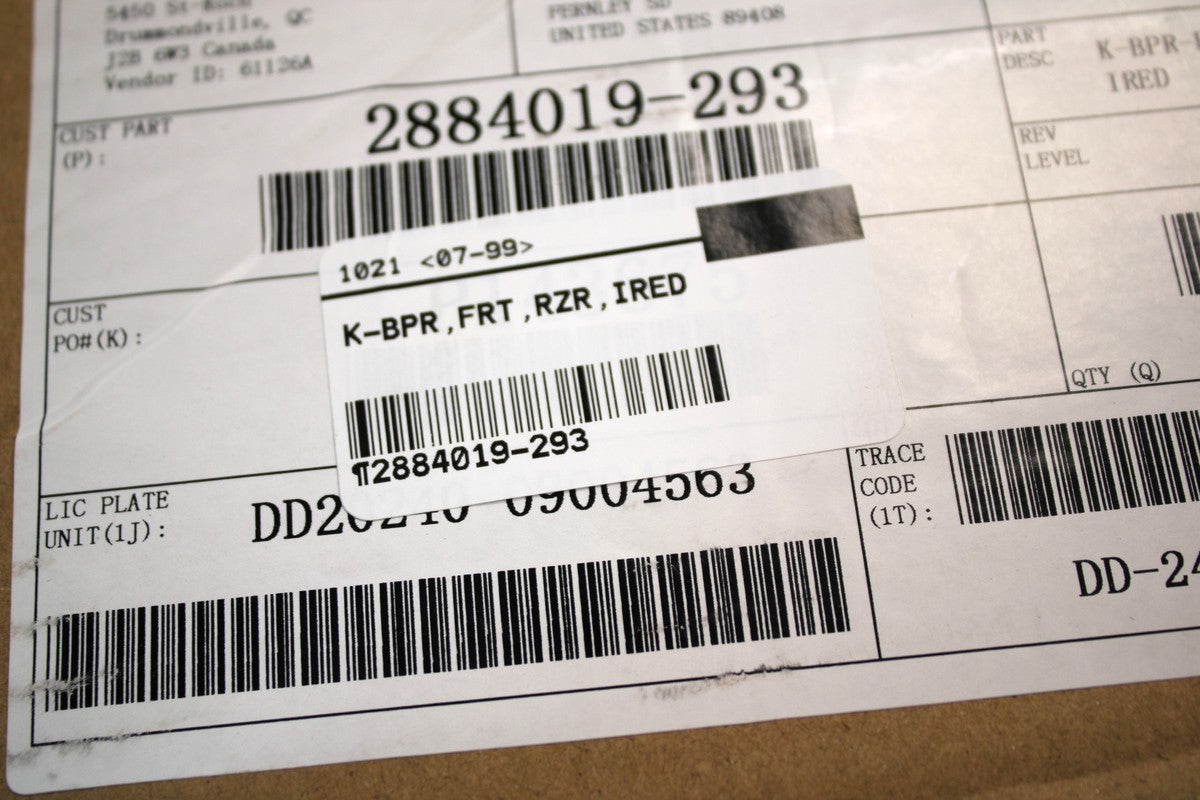 5450 St-Roch
Drummondville, QC
J2B 6W3 Canada
Vendor ID: 61126A
FERNLEY SD
UNITED STATES 89408
PART
DESC
K-BPR-
IRED
CUST PART
(P):
2884019-293
REV
LEVEL
1021 <07-99>
K-BPR,FRT,RZR,IRED
¶2884019-293
CUST
PO#(K):
QTY (Q)
LIC PLATE
UNIT(1J):
DD20240 09004563
TRACE
CODE
(1T):
DD-24